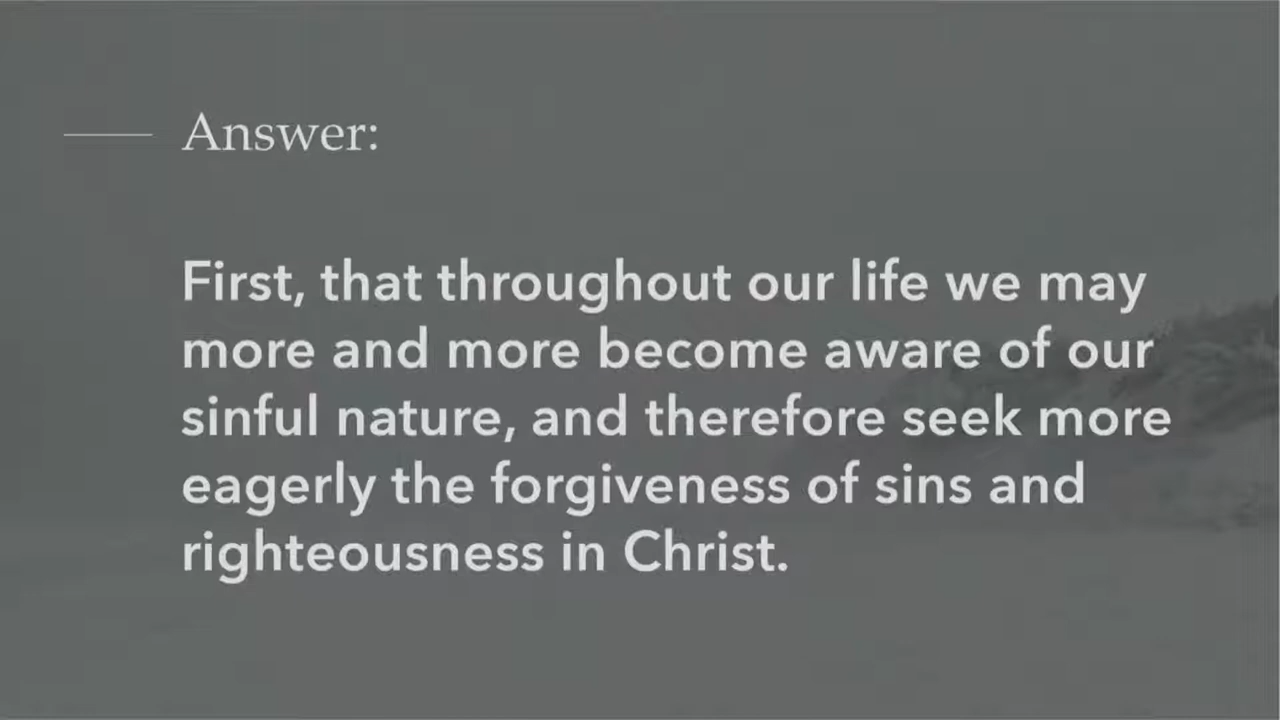 Answer:
First, that throughout our life we may
more and more become aware of our
sinful nature, and therefore seek more
eagerly the forgiveness of sins and
righteousness in Christ.